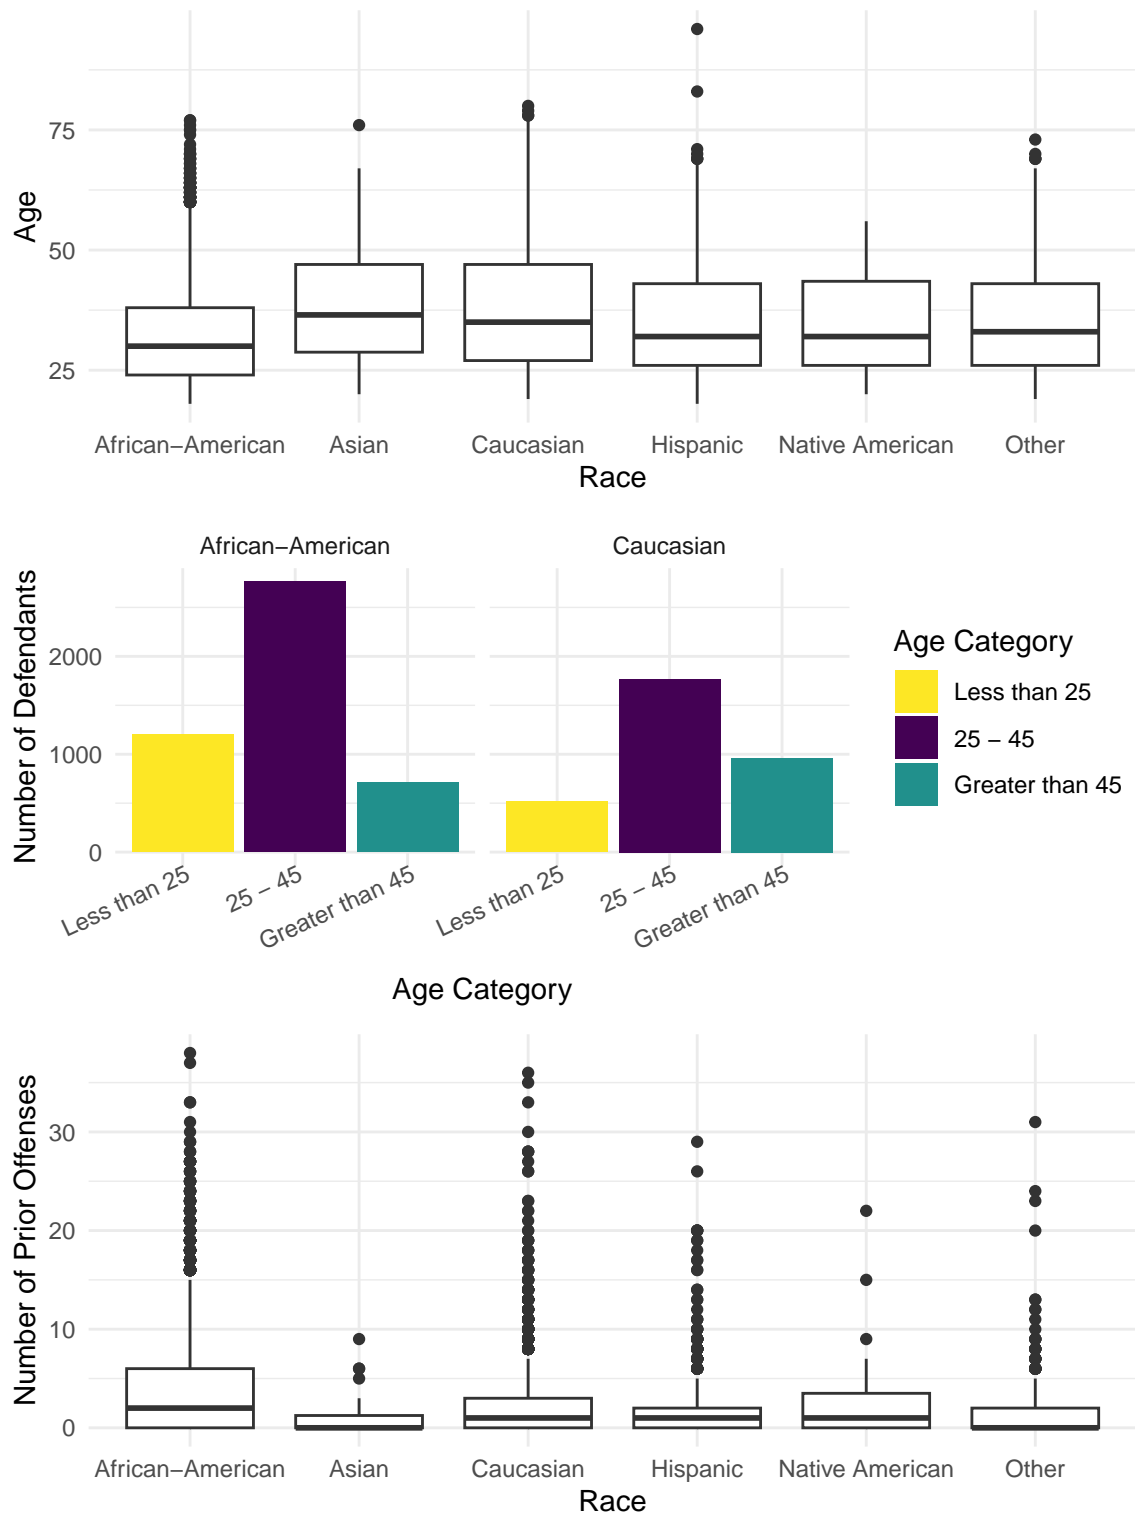 Age
75
50
25
African−American Asian Caucasian Hispanic Native American Other
Race
African−American Caucasian
Number of Defendants
2000
1000
0
Less than 25 25 − 45 Greater than 45 Less than 25 25 − 45 Greater than 45
Age Category
Age Category
Less than 25
25 − 45
Greater than 45
Number of Prior Offenses
30
20
10
0
African−American Asian Caucasian Hispanic Native American Other
Race